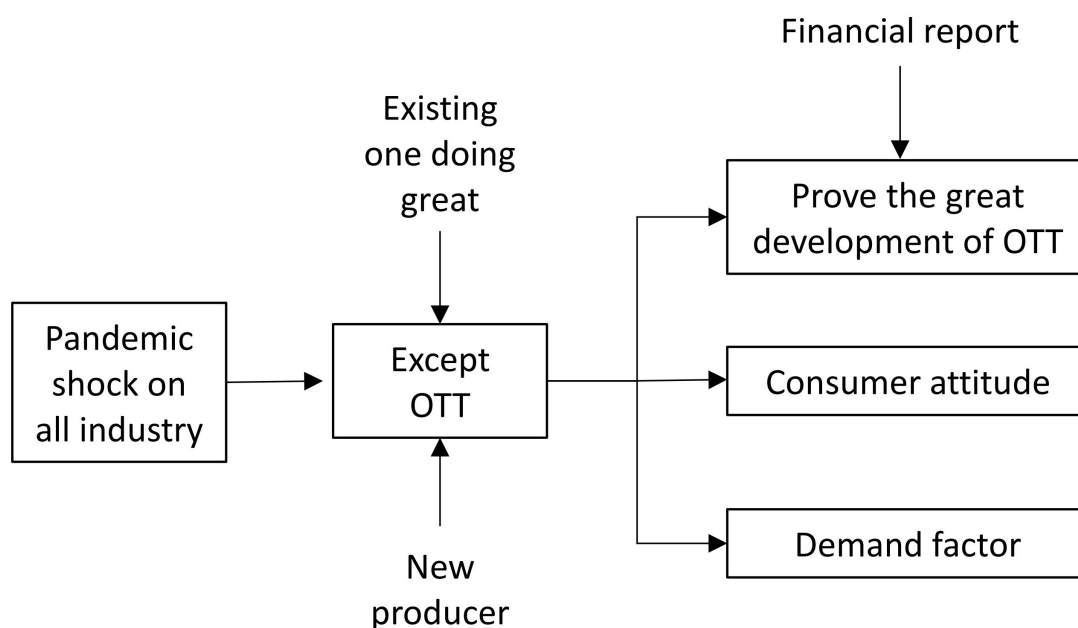 Financial report
Existing
one doing
great
Prove the great
development of OTT
Pandemic
shock on
all industry
Except
OTT
Consumer attitude
Demand factor
New
producer